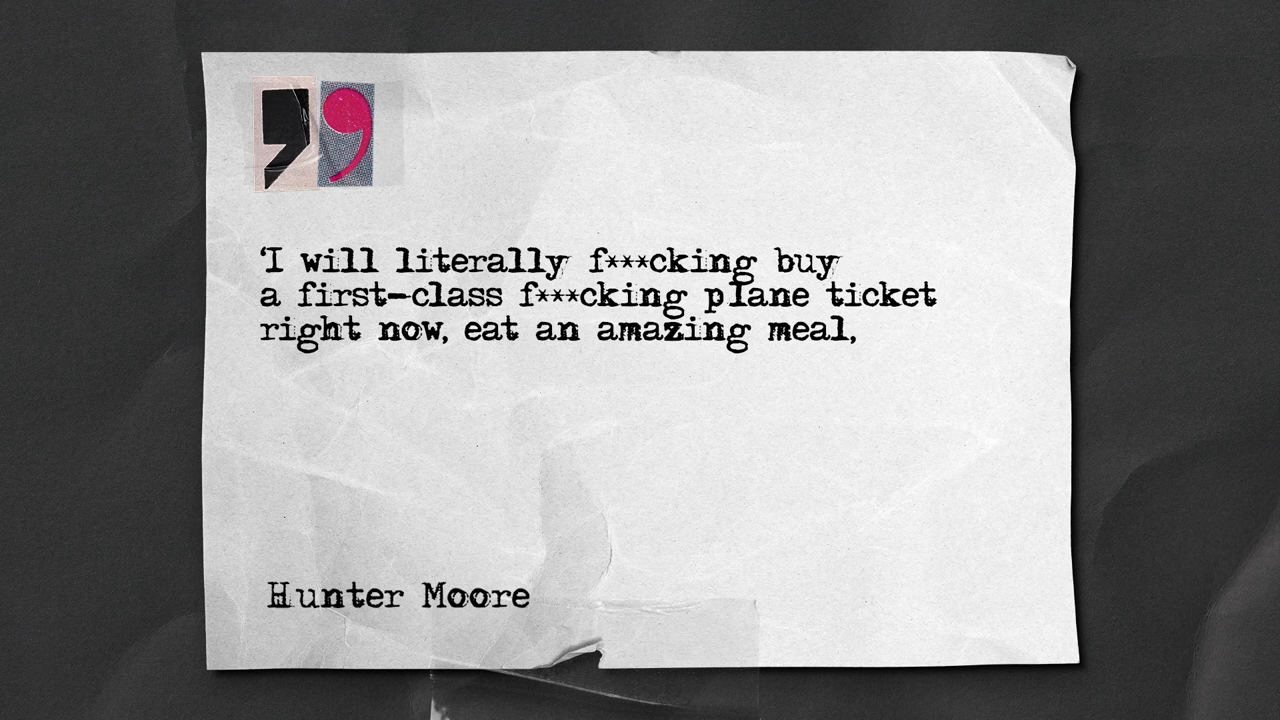 ‘I will literally f***cking buy
a first-class f***cking plane ticket
right now, eat an amazing meal,
Hunter Moore